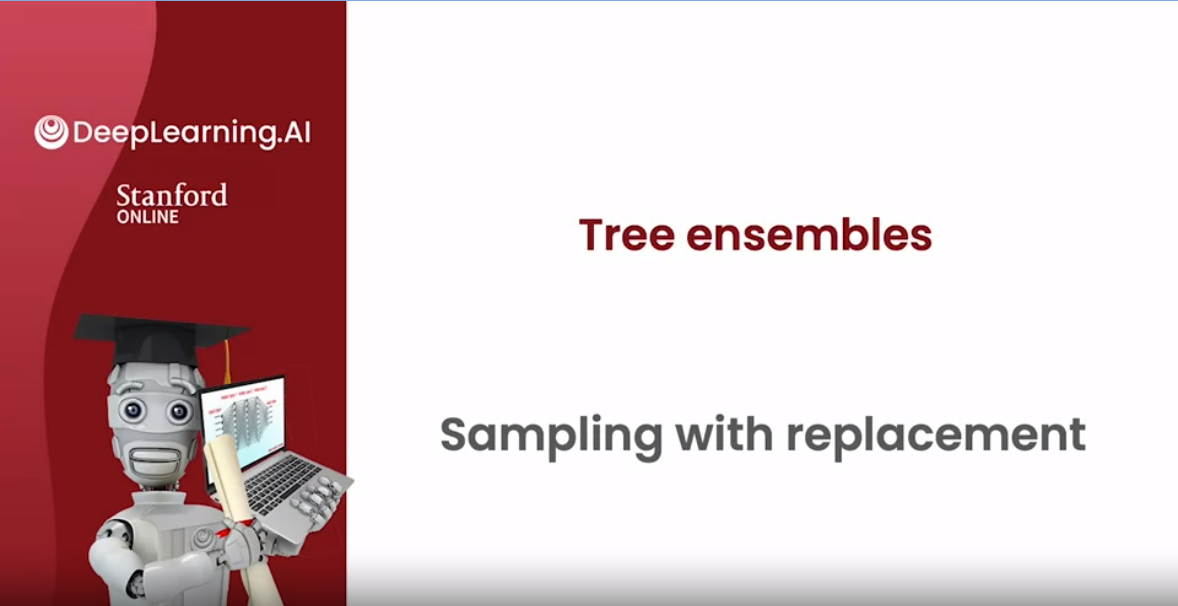 DeepLearning.AI
Stanford
ONLINE
Tree ensembles
Sampling with replacement